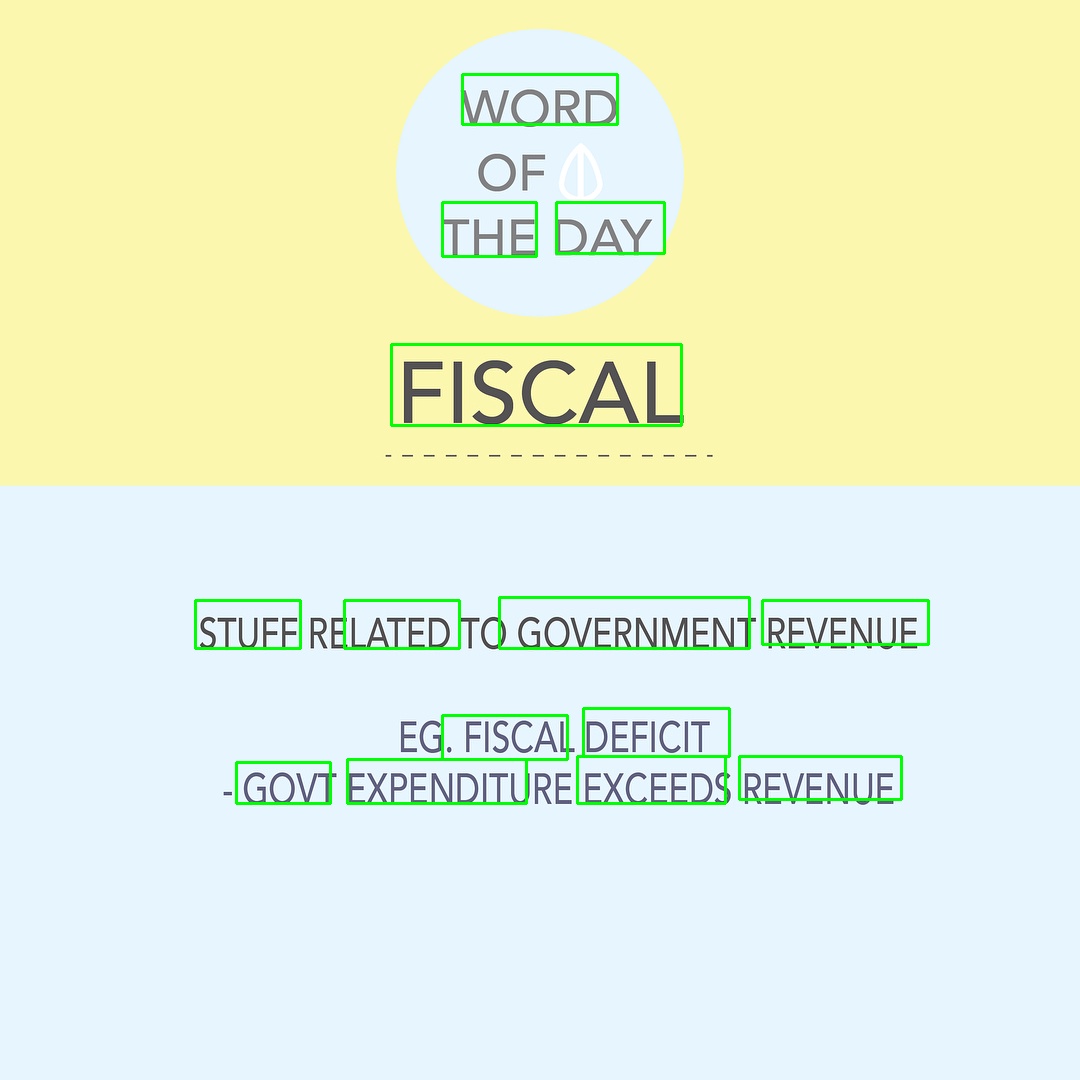 WORD
OF
THE DAY
FISCAL
STUFF RELATED TO GOVERNMENT REVENUE
EG. FISCAL DEFICIT
- GOVT EXPENDITURE EXCEEDS REVENUE